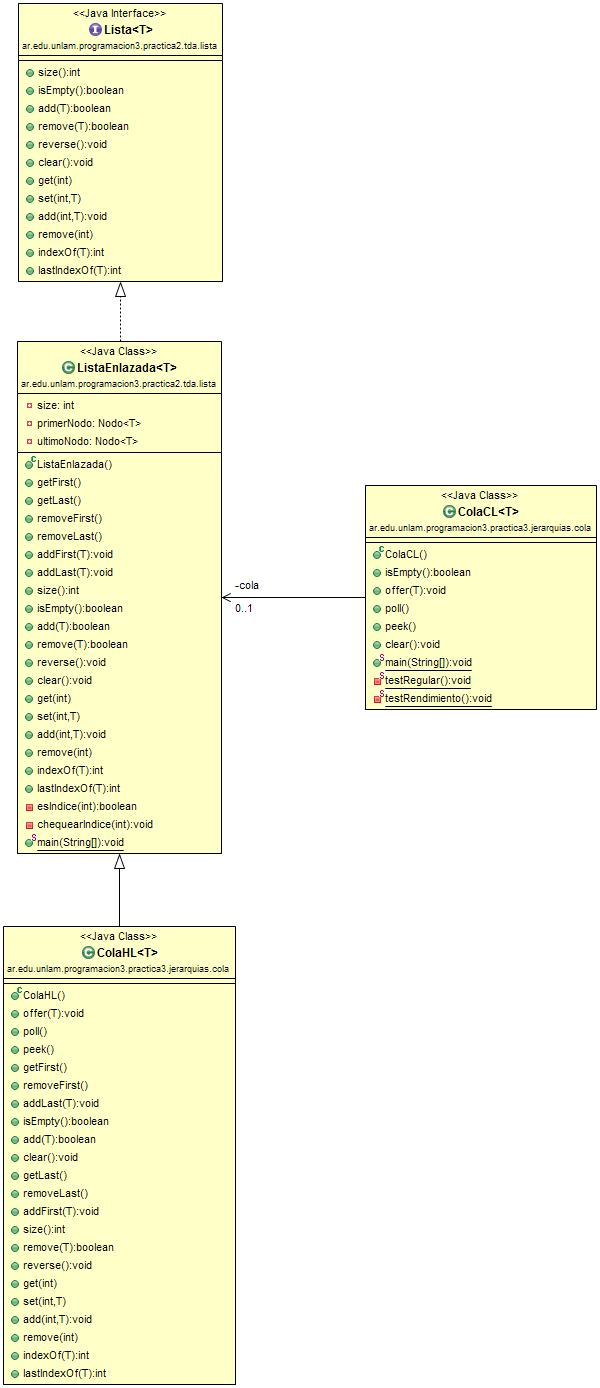 <<Java Interface>>
Lista<T>
ar.edu.unlam.programacion3.practica2.tda.lista
size():int
isEmpty():boolean
add(T):boolean
remove(T):boolean
reverse():void
clear():void
get(int)
set(int,T)
add(int,T):void
remove(int)
indexOf(T):int
lastIndexOf(T):int
<<Java Class>>
ListaEnlazada<T>
ar.edu.unlam.programacion3.practica2.tda.lista
size: int
primerNodo: Nodo<T>
ultimoNodo: Nodo<T>
ListaEnlazada()
getFirst()
getLast()
removeFirst()
removeLast()
addFirst(T):void
addLast(T):void
size():int
isEmpty():boolean
add(T):boolean
remove(T):boolean
reverse():void
clear():void
get(int)
set(int,T)
add(int,T):void
remove(int)
indexOf(T):int
lastIndexOf(T):int
esIndice(int):boolean
chequearIndice(int):void
main(String[]):void
-cola
0..1
<<Java Class>>
ColaCL<T>
ar.edu.unlam.programacion3.practica3.jerarquias.cola
ColaCL()
isEmpty():boolean
offer(T):void
poll()
peek()
clear():void
main(String[]):void
testRegular():void
testRendimiento():void
<<Java Class>>
ColaHL<T>
ar.edu.unlam.programacion3.practica3.jerarquias.cola
ColaHL()
offer(T):void
poll()
peek()
getFirst()
removeFirst()
addLast(T):void
isEmpty():boolean
add(T):boolean
clear():void
getLast()
removeLast()
addFirst(T):void
size():int
remove(T):boolean
reverse():void
get(int)
set(int,T)
add(int,T):void
remove(int)
indexOf(T):int
lastIndexOf(T):int